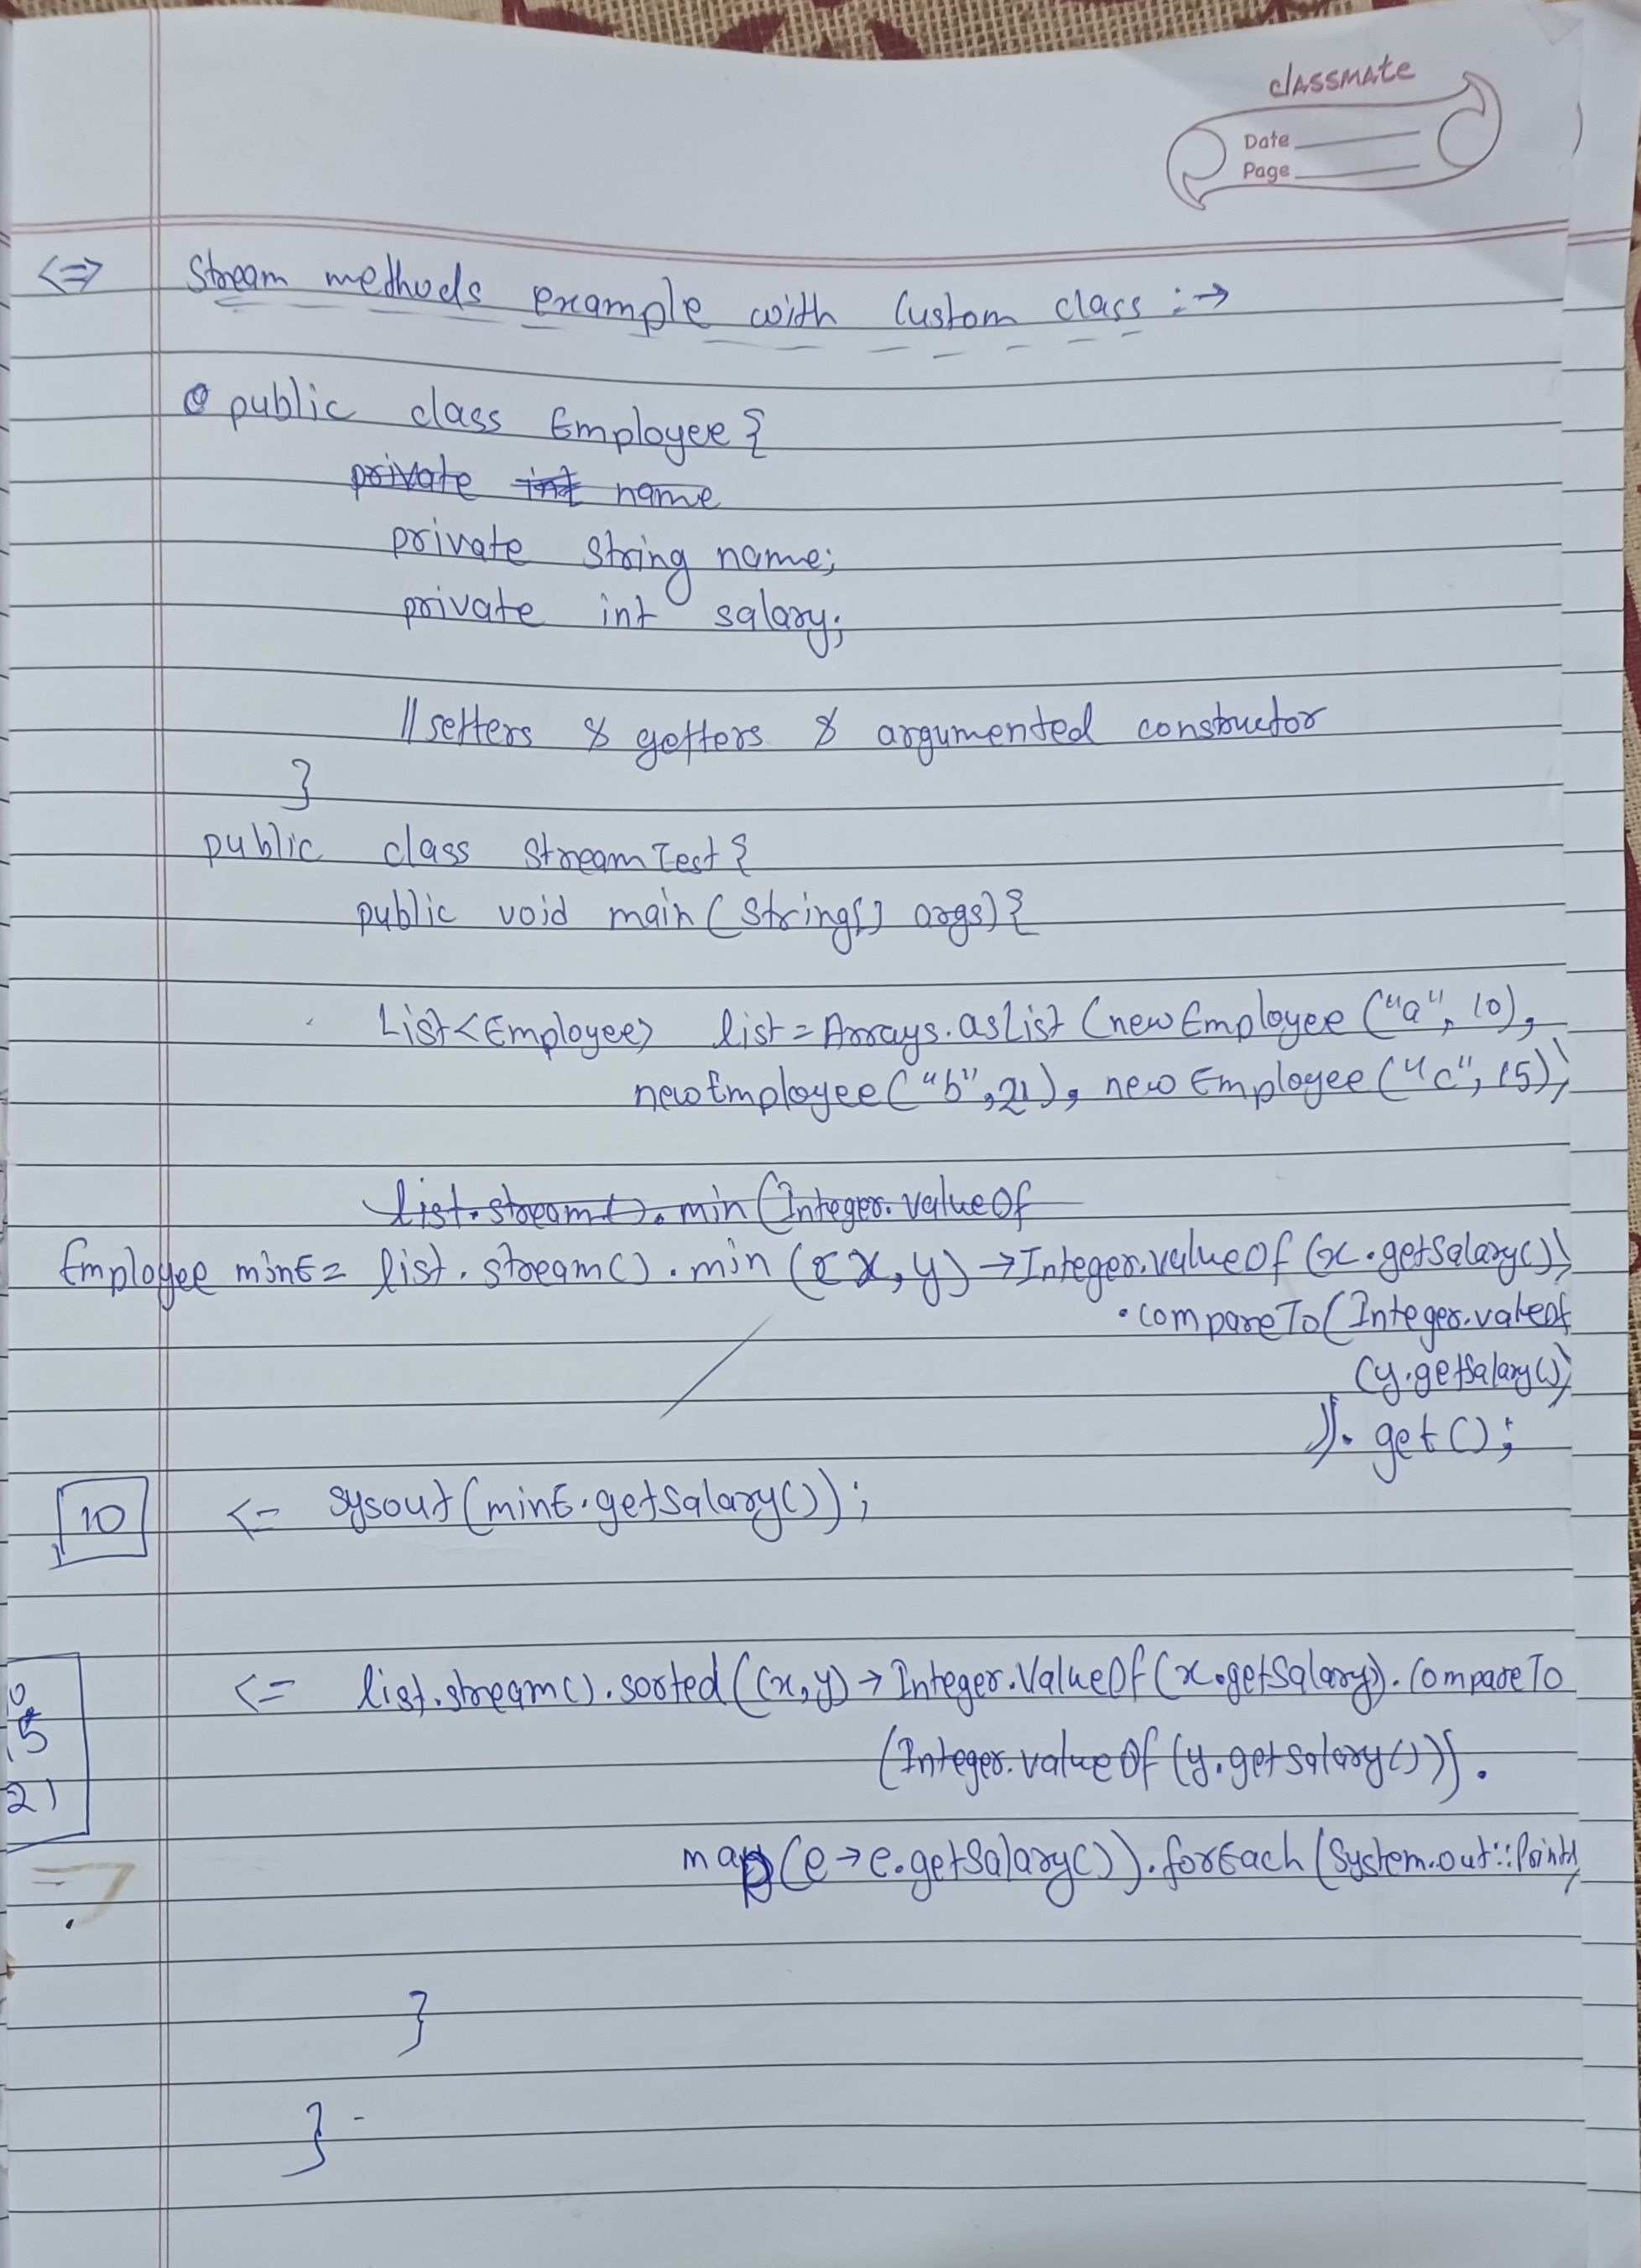 classmate
Date
Page
<=> Stream methods example with Custom class :→
public class Employee {
private int name
private string name;
private int salary;
// setters & getters & argumented constructor
}
public class StreamTest {
public void main (String[] args) {
List<Employee> list = Arrays.asList (new Employee ("a", 10),
new Employee ("b", 21), new Employee ("c", 15));
list.stream().min (Integer.valueOf
Employee minE = list.stream().min ((x, y) → Integer.valueOf (x.getSalary())
.compareTo (Integer.valueOf
(y.getSalary())
)).get();
10 <= sysout (minE.getSalary());
<= list.stream().sorted ((x,y) → Integer.ValueOf (x.getSalary)).CompareTo
0
15
(Integer.valueOf (y.getSalary())).
21
map (e → e.getSalary()).forEach (System.out::Println
}
} -